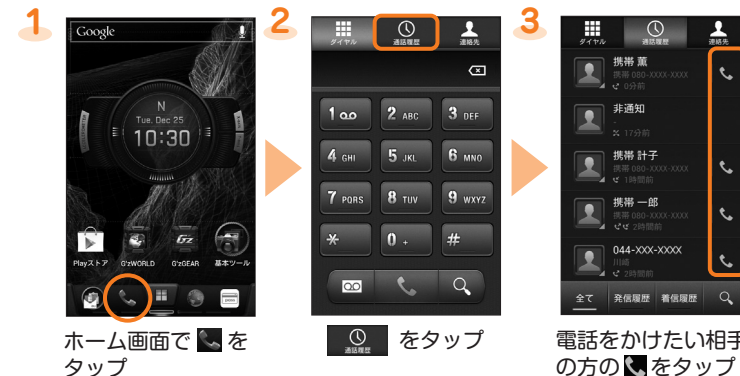 1
Google
N
Tue. Dec 25
10:30
Playストア G'zWORLD G'zGEAR 基本ツール
ホーム画面で を
タップ
2
ダイヤル 通話履歴 連絡先
1
2 ABC
3 DEF
4 GHI
5 JKL
6 MNO
7 PQRS
8 TUV
9 WXYZ
*
0 +
#
通話履歴 をタップ
3
ダイヤル 通話履歴 連絡先
携帯 薫
携帯 080-XXXX-XXXX
0分前
非通知
-
17分前
携帯 計子
携帯 080-XXXX-XXXX
1時間前
携帯 一郎
携帯 080-XXXX-XXXX
2時間前
044-XXX-XXXX
川崎
2時間前
全て 発信履歴 着信履歴
電話をかけたい相手
の方の をタップ